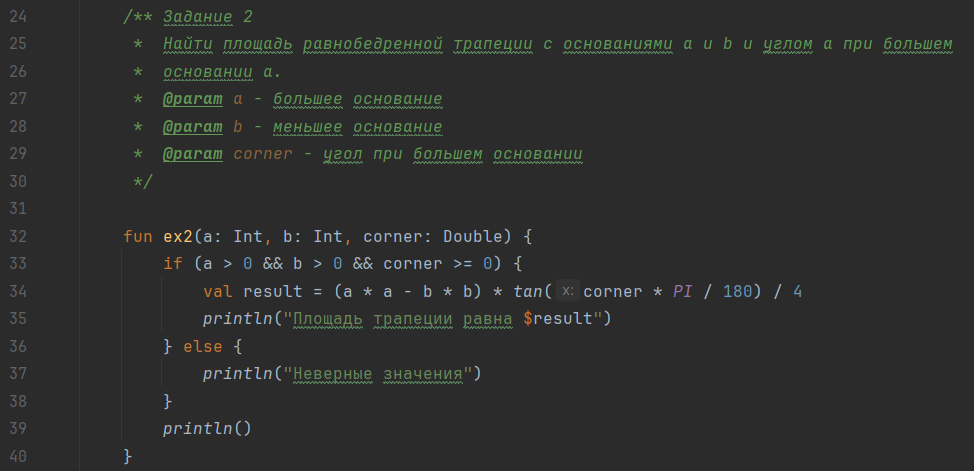 24 /** Задание 2
25 * Найти площадь равнобедренной трапеции с основаниями a и b и углом a при большем
26 * основании a.
27 * @param a - большее основание
28 * @param b - меньшее основание
29 * @param corner - угол при большем основании
30 */
31
32 fun ex2(a: Int, b: Int, corner: Double) {
33 if (a > 0 && b > 0 && corner >= 0) {
34 val result = (a * a - b * b) * tan( x: corner * PI / 180) / 4
35 println("Площадь трапеции равна $result")
36 } else {
37 println("Неверные значения")
38 }
39 println()
40 }